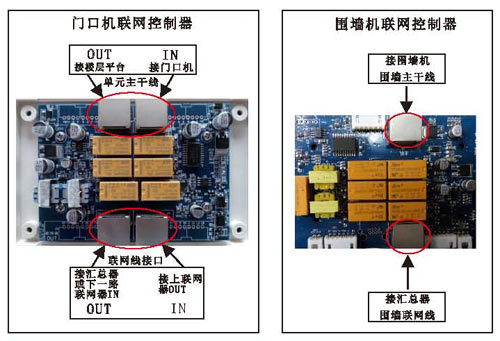 门口机联网控制器
OUT IN
接楼层平台 接门口机
单元主干线
联网线接口
接汇总器
或下一路
联网器IN
OUT
接上联网
器OUT
IN
围墙机联网控制器
接围墙机
围墙主干线
接汇总器
围墙联网线